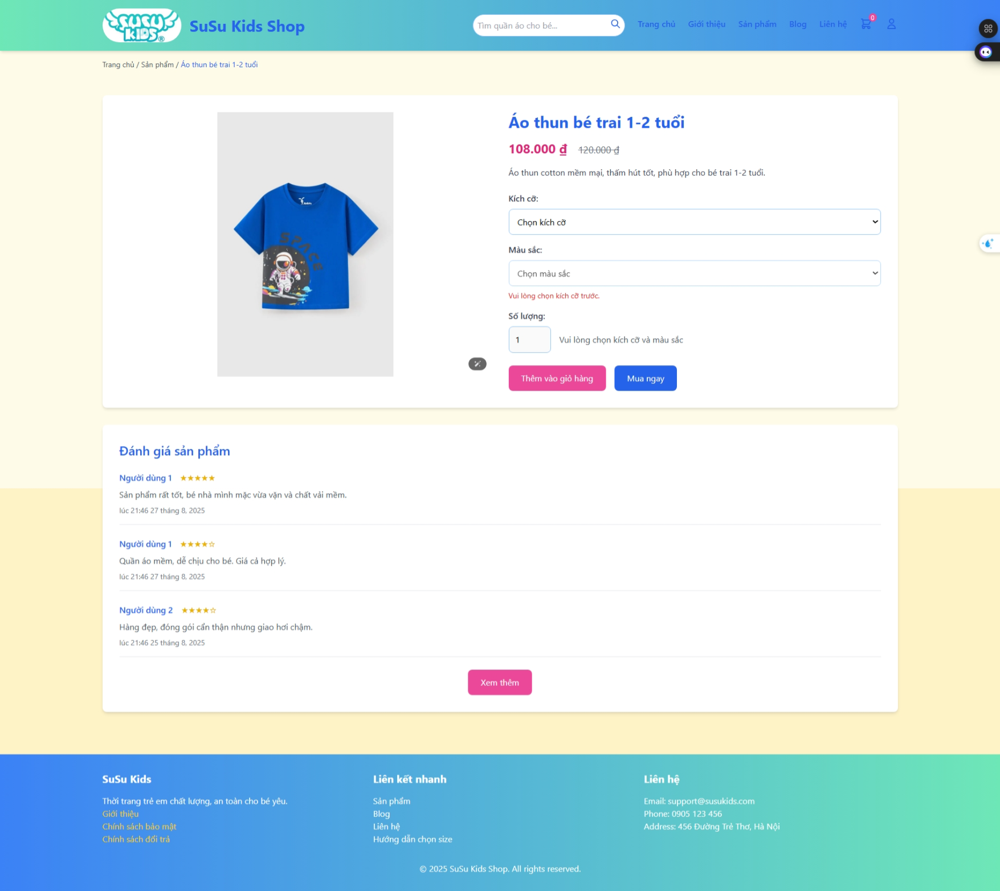 SUSU
KIDS®
SuSu Kids Shop
Tìm quần áo cho bé...
Trang chủ
Giới thiệu
Sản phẩm
Blog
Liên hệ
0
Trang chủ / Sản phẩm / Áo thun bé trai 1-2 tuổi
SPACE
Áo thun bé trai 1-2 tuổi
108.000 ₫ 120.000 ₫
Áo thun cotton mềm mại, thấm hút tốt, phù hợp cho bé trai 1-2 tuổi.
Kích cỡ:
Chọn kích cỡ
Màu sắc:
Chọn màu sắc
Vui lòng chọn kích cỡ trước.
Số lượng:
1 Vui lòng chọn kích cỡ và màu sắc
Thêm vào giỏ hàng
Mua ngay
Đánh giá sản phẩm
Người dùng 1 ★★★★★
Sản phẩm rất tốt, bé nhà mình mặc vừa vặn và chất vải mềm.
lúc 21:46 27 tháng 8, 2025
Người dùng 1 ★★★★☆
Quần áo mềm, dễ chịu cho bé. Giá cả hợp lý.
lúc 21:46 27 tháng 8, 2025
Người dùng 2 ★★★★☆
Hàng đẹp, đóng gói cẩn thận nhưng giao hơi chậm.
lúc 21:46 25 tháng 8, 2025
Xem thêm
SuSu Kids
Thời trang trẻ em chất lượng, an toàn cho bé yêu.
Giới thiệu
Chính sách bảo mật
Chính sách đổi trả
Liên kết nhanh
Sản phẩm
Blog
Liên hệ
Hướng dẫn chọn size
Liên hệ
Email: support@susukids.com
Phone: 0905 123 456
Address: 456 Đường Trẻ Thơ, Hà Nội
© 2025 SuSu Kids Shop. All rights reserved.